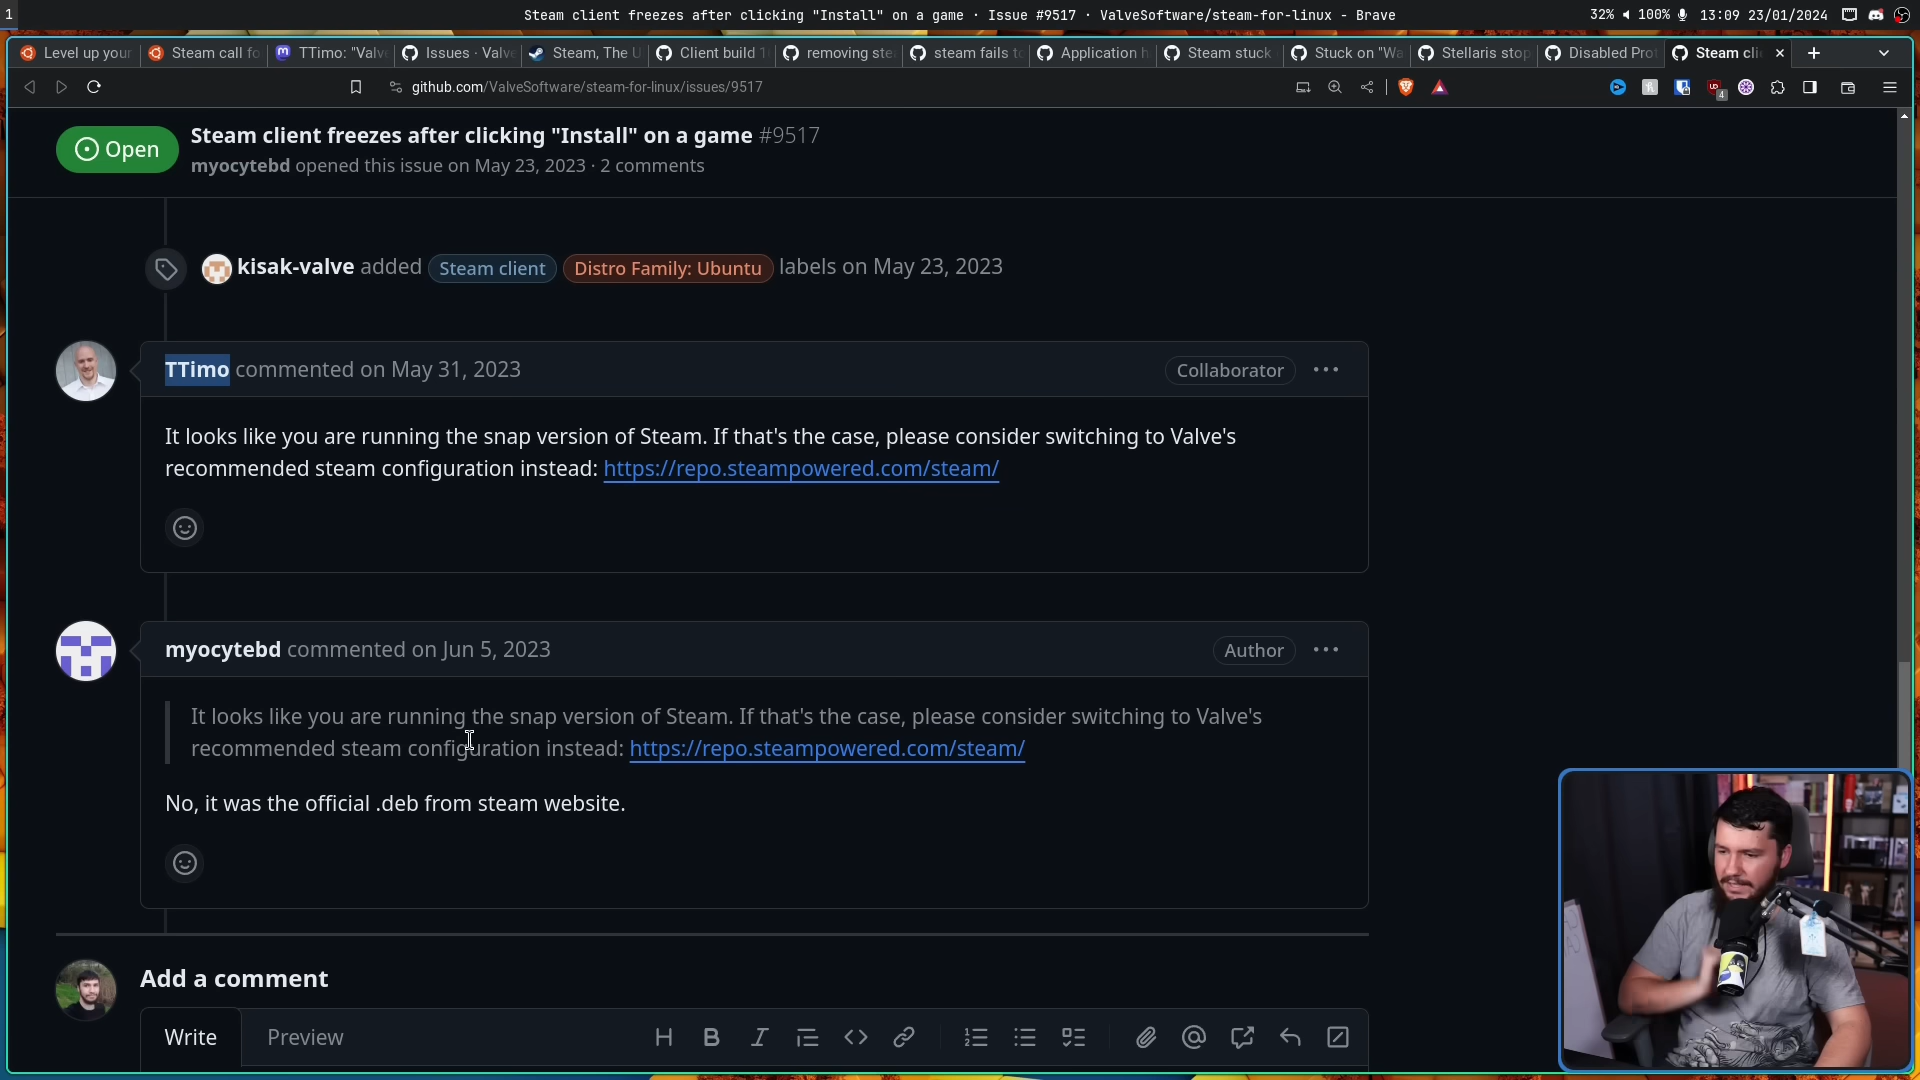 1
Steam client freezes after clicking "Install" on a game · Issue #9517 · ValveSoftware/steam-for-linux - Brave
32% 100% 13:09 23/01/2024
Level up your
Steam call fo
TTimo: "Valv
Issues · Valv
Steam, The U
Client build 1
removing ste
steam fails to
Application h
Steam stuck
Stuck on "Wa
Stellaris stop
Disabled Prot
Steam cli
github.com/ValveSoftware/steam-for-linux/issues/9517
4
Open
Steam client freezes after clicking "Install" on a game #9517
myocytebd opened this issue on May 23, 2023 · 2 comments
kisak-valve added Steam client Distro Family: Ubuntu labels on May 23, 2023
TTimo commented on May 31, 2023
Collaborator
It looks like you are running the snap version of Steam. If that's the case, please consider switching to Valve's
recommended steam configuration instead: https://repo.steampowered.com/steam/
myocytebd commented on Jun 5, 2023
Author
It looks like you are running the snap version of Steam. If that's the case, please consider switching to Valve's
recommended steam configuration instead: https://repo.steampowered.com/steam/
No, it was the official .deb from steam website.
Add a comment
Write
Preview